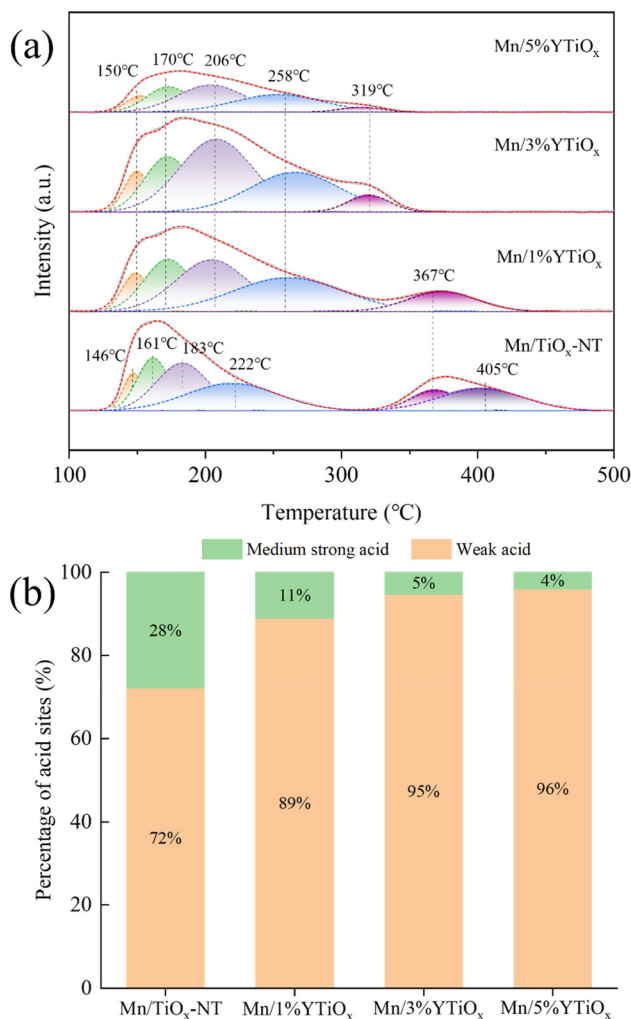 (a)
Mn/5%YTiOₓ
150℃ 170℃ 206℃ 258℃ 319℃
Mn/3%YTiOₓ
Mn/1%YTiOₓ
367℃
Mn/TiOₓ-NT
146℃ 161℃ 183℃ 222℃ 405℃
Intensity (a.u.)
100 200 300 400 500
Temperature (℃)
(b)
Medium strong acid Weak acid
Percentage of acid sites (%)
100
80
60
40
20
0
28% 11% 5% 4%
72% 89% 95% 96%
Mn/TiOₓ-NT Mn/1%YTiOₓ Mn/3%YTiOₓ Mn/5%YTiOₓ